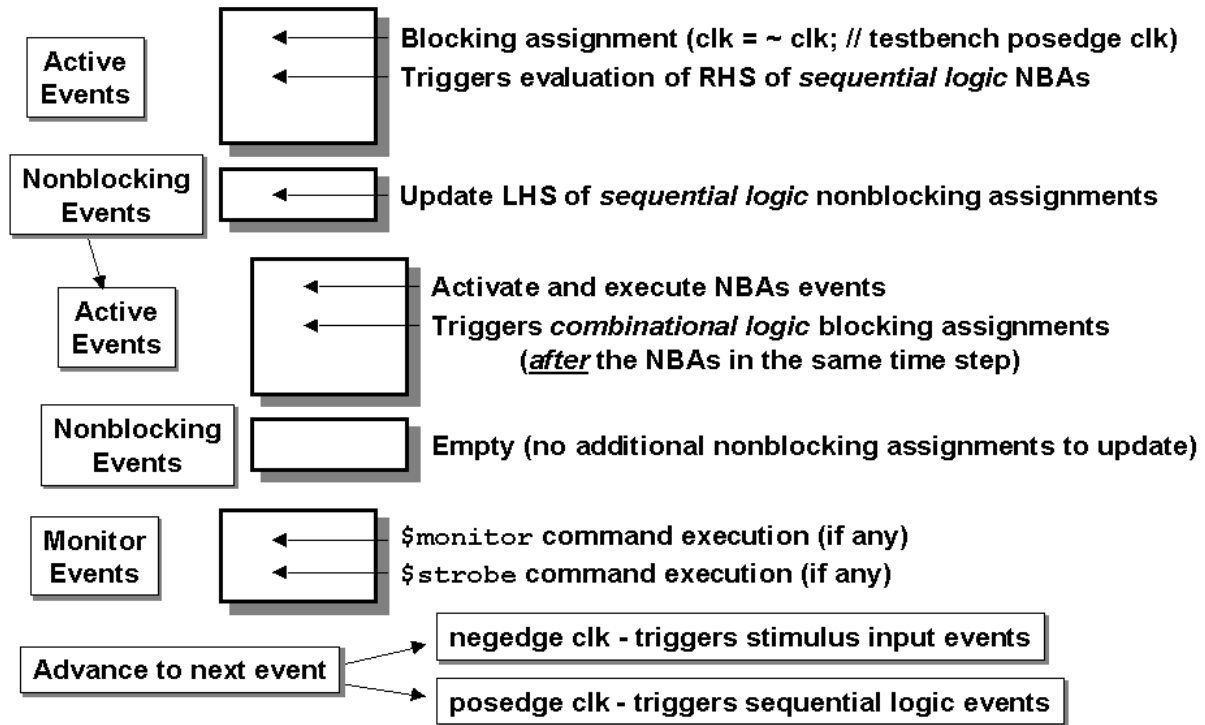 Active
Events
Blocking assignment (clk = ~ clk; // testbench posedge clk)
Triggers evaluation of RHS of sequential logic NBAs
Nonblocking
Events
Update LHS of sequential logic nonblocking assignments
Active
Events
Activate and execute NBAs events
Triggers combinational logic blocking assignments
(after the NBAs in the same time step)
Nonblocking
Events
Empty (no additional nonblocking assignments to update)
Monitor
Events
$monitor command execution (if any)
$strobe command execution (if any)
Advance to next event
negedge clk - triggers stimulus input events
posedge clk - triggers sequential logic events